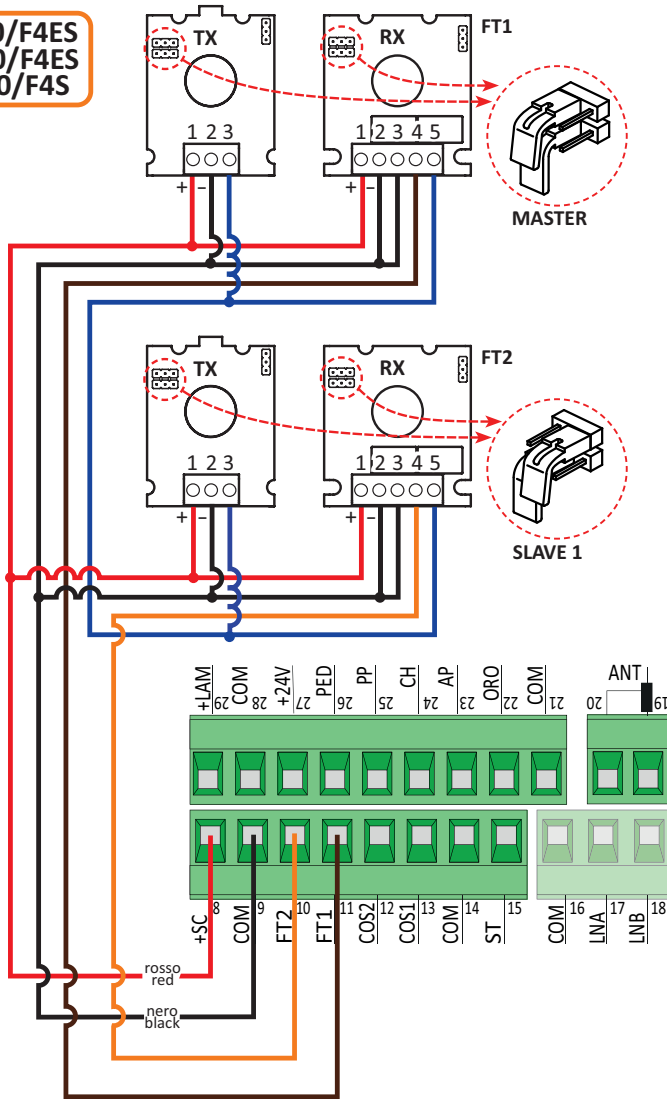 0/F4ES
0/F4ES
0/F4S
TX
RX
FT1
1 2 3
1 2 3 4 5
+ –
+ –
MASTER
TX
RX
FT2
1 2 3
1 2 3 4 5
+ –
+ –
SLAVE 1
+LAM 29
COM 28
+24V 27
PED 26
PP 25
CH 24
AP 23
ORO 22
COM 21
20 ANT 19
+SC 8
COM 9
FT2 10
FT1 11
COS2 12
COS1 13
COM 14
ST 15
COM 16
LNA 17
LNB 18
rosso
red
nero
black